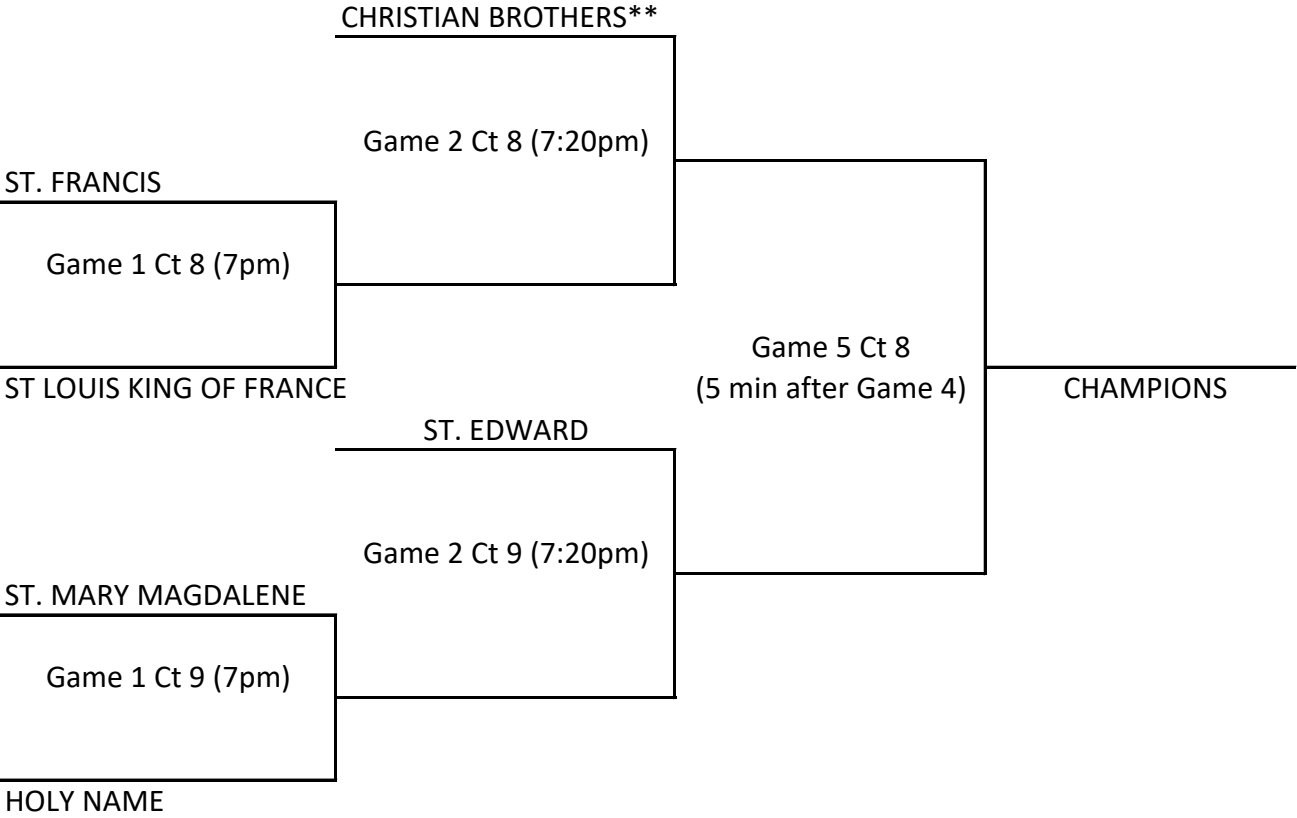 CHRISTIAN BROTHERS**
Game 2 Ct 8 (7:20pm)
ST. FRANCIS
Game 1 Ct 8 (7pm)
Game 5 Ct 8
(5 min after Game 4)
ST LOUIS KING OF FRANCE
CHAMPIONS
ST. EDWARD
Game 2 Ct 9 (7:20pm)
ST. MARY MAGDALENE
Game 1 Ct 9 (7pm)
HOLY NAME